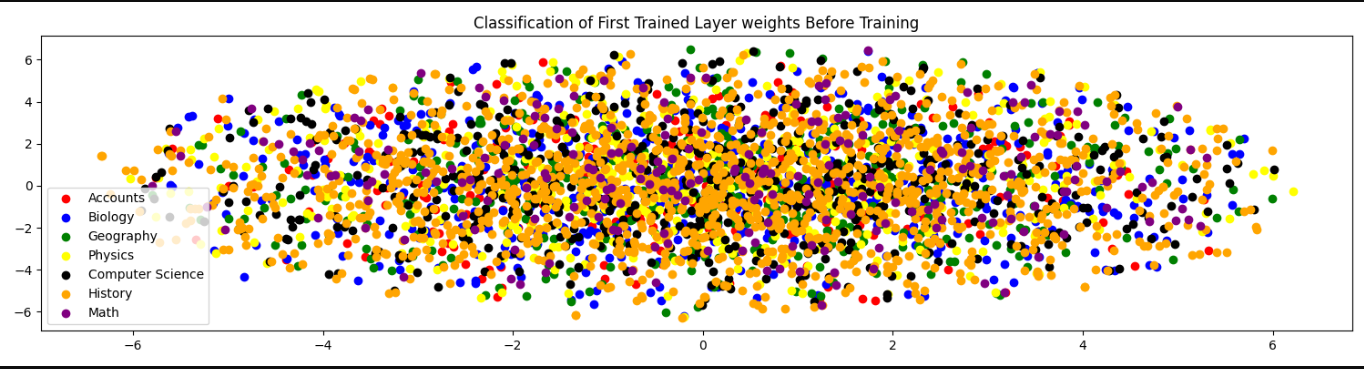 Classification of First Trained Layer weights Before Training
6
4
2
0
−2
−4
−6
Accounts
Biology
Geography
Physics
Computer Science
History
Math
−6 −4 −2 0 2 4 6